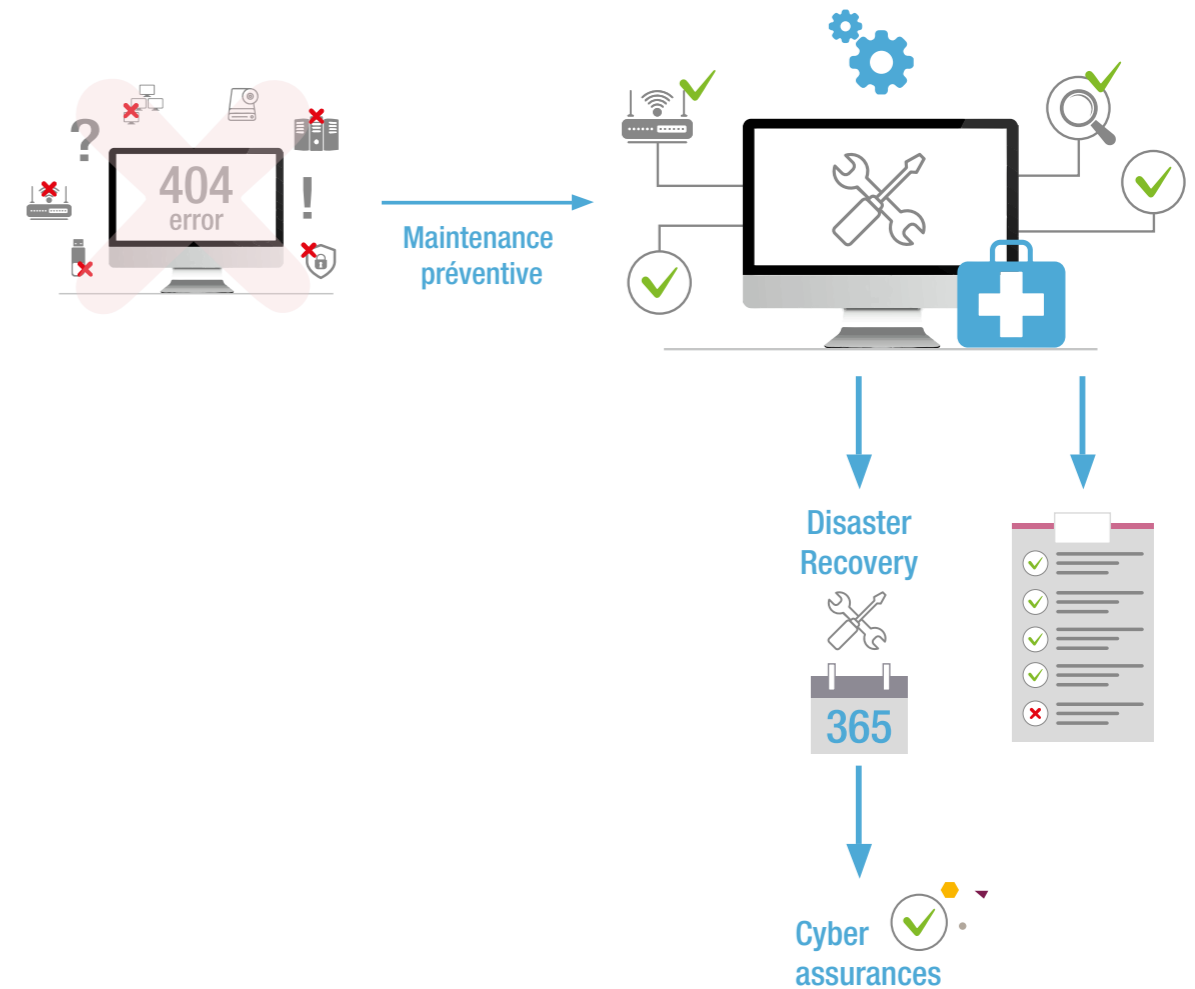 ?
404
error
!
Maintenance
préventive
Disaster
Recovery
365
Cyber
assurances